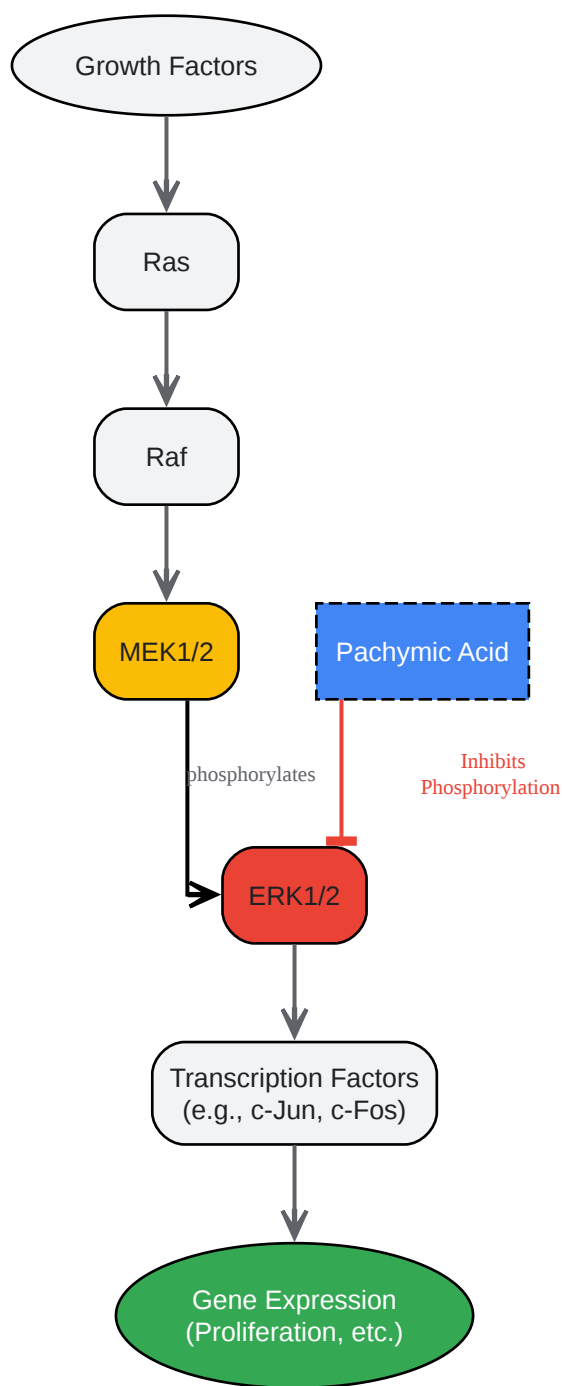 Growth Factors
Ras
Raf
MEK1/2
Pachymic Acid
phosphorylates
Inhibits
Phosphorylation
ERK1/2
Transcription Factors
(e.g., c-Jun, c-Fos)
Gene Expression
(Proliferation, etc.)